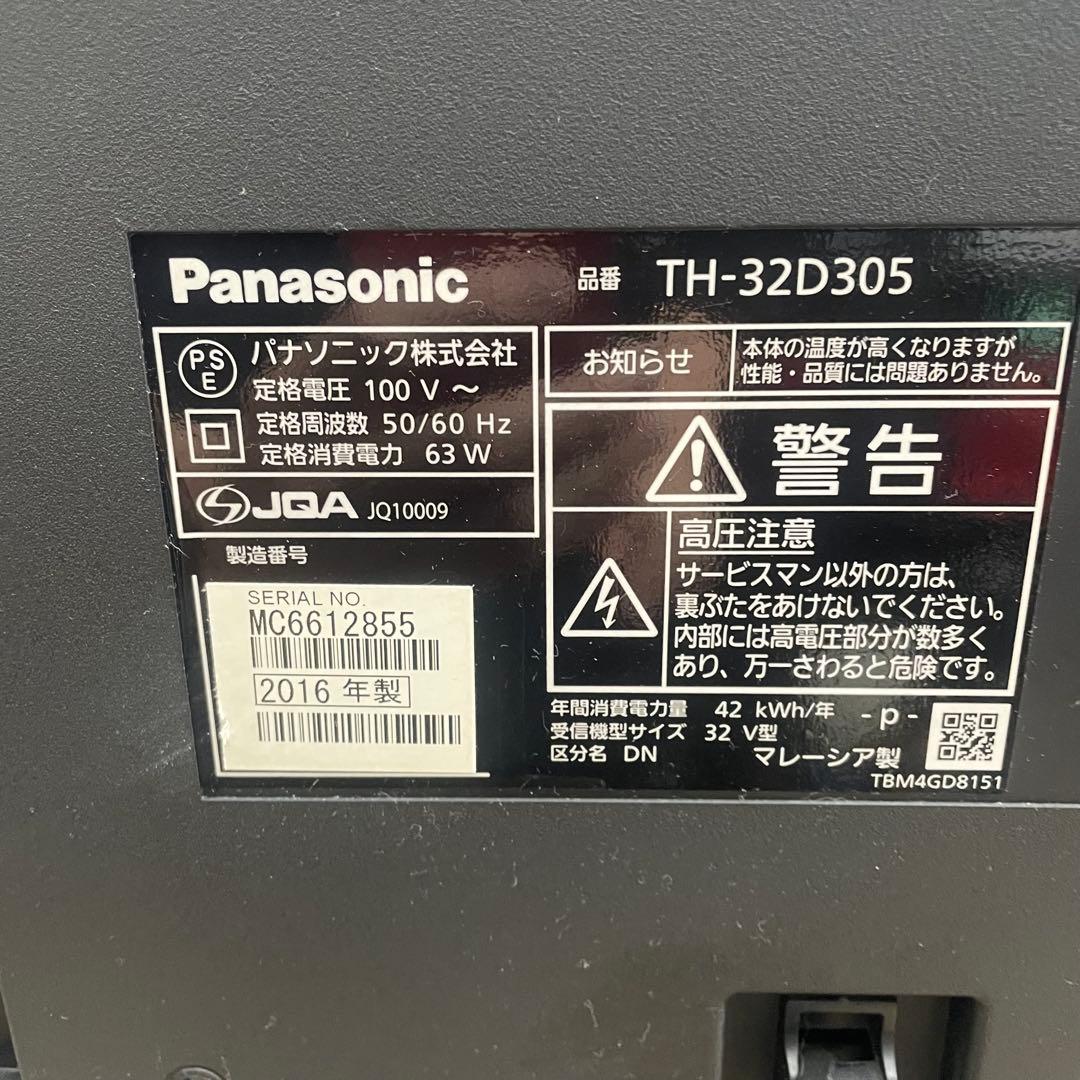 Panasonic
品番 TH-32D305
PS
E
パナソニック株式会社
定格電圧 100 V ～
定格周波数 50/60 Hz
定格消費電力 63 W
JQA JQ10009
製造番号
SERIAL NO.
MC6612855
2016 年製
お知らせ
本体の温度が高くなりますが
性能・品質には問題ありません。
警告
高圧注意
サービスマン以外の方は、
裏ぶたをあけないでください。
内部には高電圧部分が数多く
あり、万一さわると危険です。
年間消費電力量 42 kWh/年 -p-
受信機型サイズ 32 V型
区分名 DN マレーシア製
TBM4GD8151